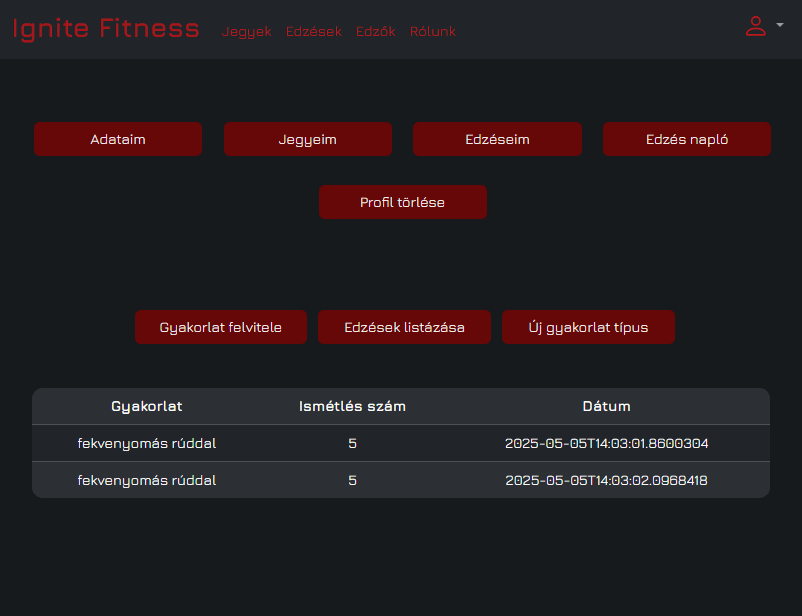 Ignite Fitness Jegyek Edzések Edzők Rólunk
Adataim Jegyeim Edzéseim Edzés napló
Profil törlése
Gyakorlat felvitele Edzések listázása Új gyakorlat típus
Gyakorlat Ismétlés szám Dátum
fekvenyomás rúddal 5 2025-05-05T14:03:01.8600304
fekvenyomás rúddal 5 2025-05-05T14:03:02.0968418